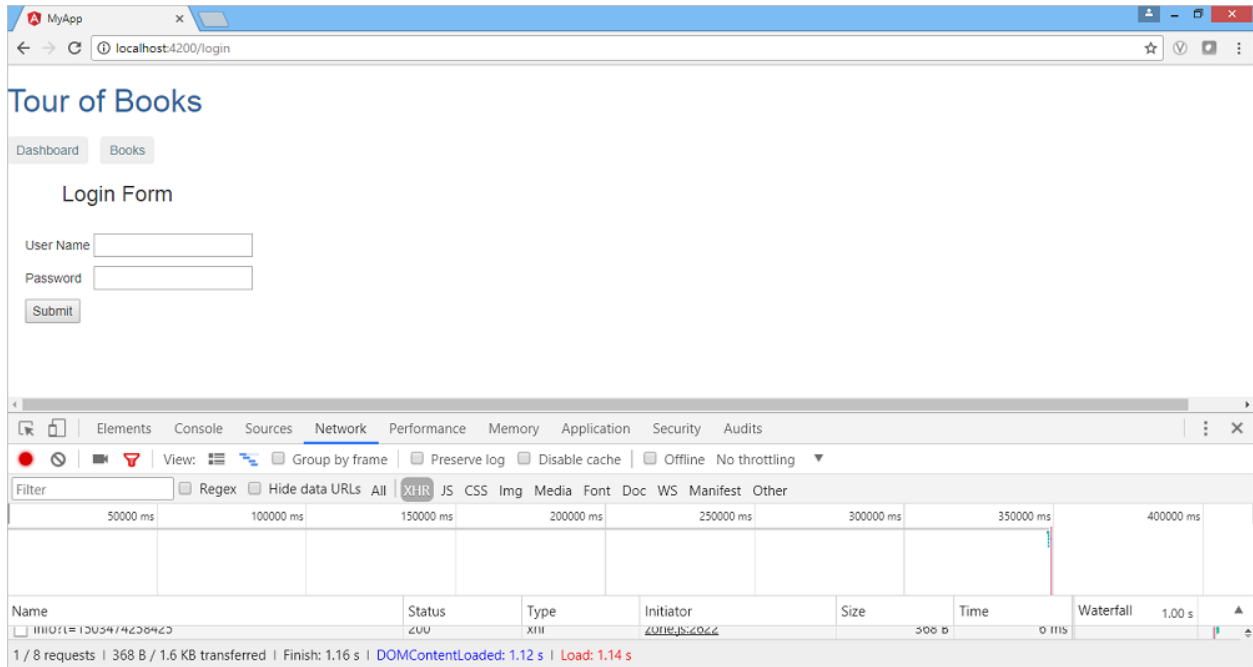 MyApp
localhost:4200/login
Tour of Books
Dashboard Books
Login Form
User Name
Password
Submit
Elements Console Sources Network Performance Memory Application Security Audits
View: Group by frame Preserve log Disable cache Offline No throttling
Filter Regex Hide data URLs All XHR JS CSS Img Media Font Doc WS Manifest Other
50000 ms 100000 ms 150000 ms 200000 ms 250000 ms 300000 ms 350000 ms 400000 ms
Name Status Type Initiator Size Time Waterfall 1.00 s
info?t=1503474258425 200 xhr zone.js:2622 368 B 6 ms
1 / 8 requests | 368 B / 1.6 KB transferred | Finish: 1.16 s | DOMContentLoaded: 1.12 s | Load: 1.14 s